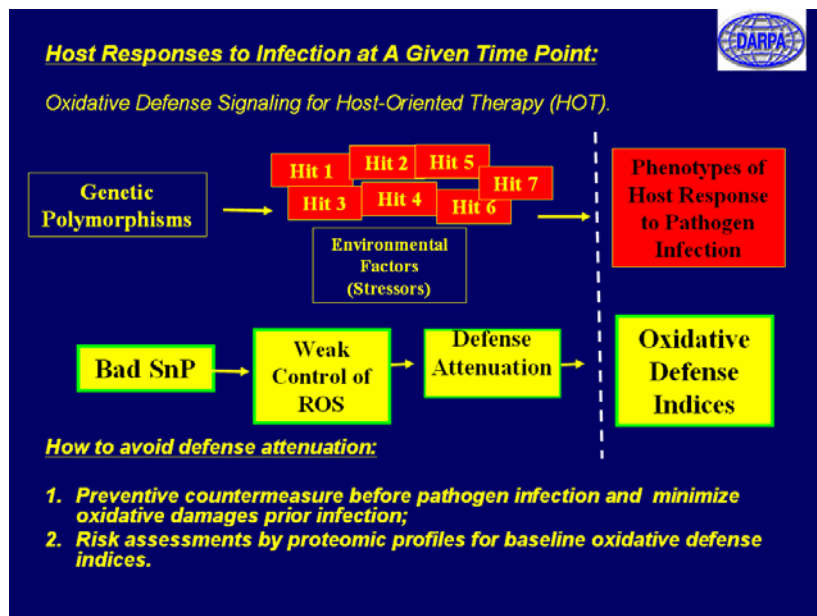 DARPA
Host Responses to Infection at A Given Time Point:
Oxidative Defense Signaling for Host-Oriented Therapy (HOT).
Genetic
Polymorphisms
Hit 1
Hit 2
Hit 5
Hit 7
Hit 3
Hit 4
Hit 6
Environmental
Factors
(Stressors)
Phenotypes of
Host Response
to Pathogen
Infection
Bad SnP
Weak
Control of
ROS
Defense
Attenuation
Oxidative
Defense
Indices
How to avoid defense attenuation:
1. Preventive countermeasure before pathogen infection and minimize
oxidative damages prior infection;
2. Risk assessments by proteomic profiles for baseline oxidative defense
indices.